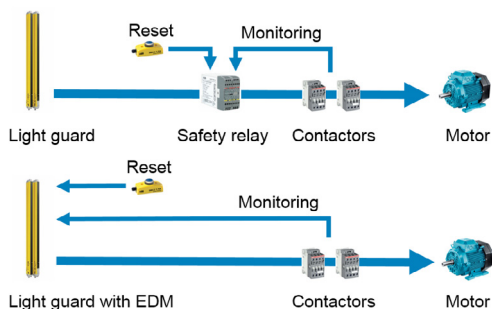 Reset
Monitoring
Light guard
Safety relay
Contactors
Motor
Reset
Monitoring
Light guard with EDM
Contactors
Motor